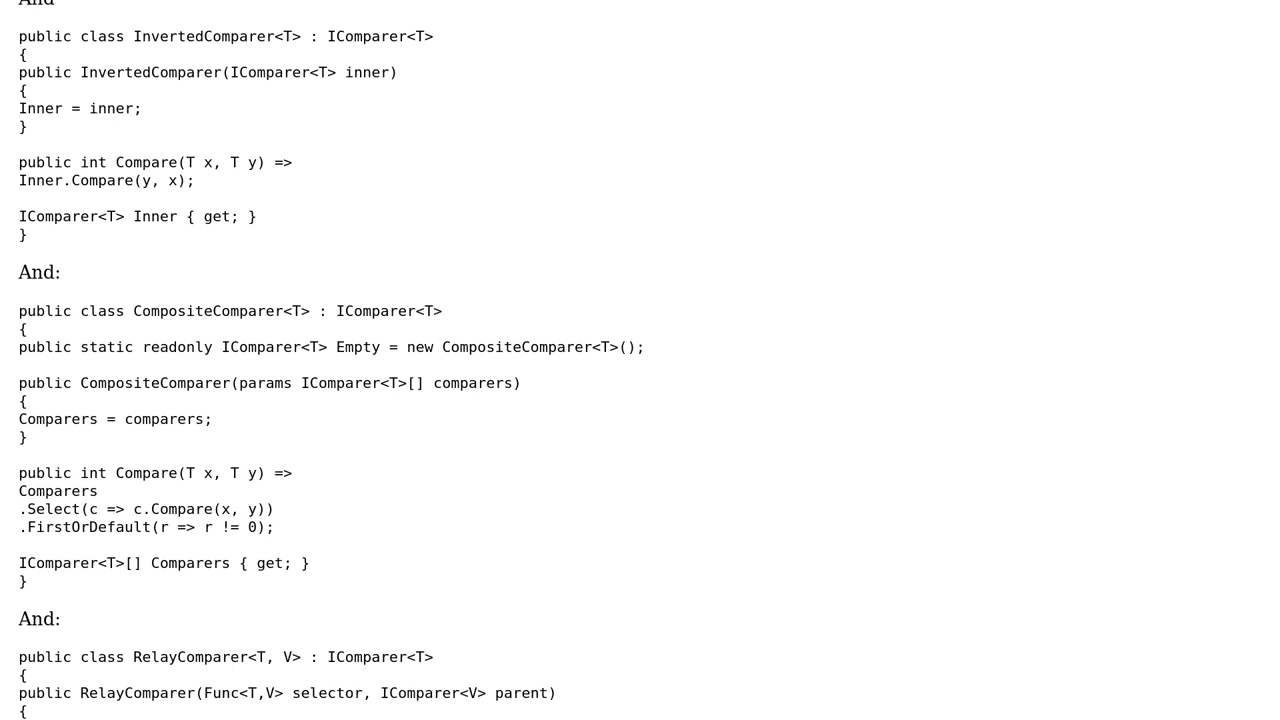 And
public class InvertedComparer<T> : IComparer<T>
{
public InvertedComparer(IComparer<T> inner)
{
Inner = inner;
}
public int Compare(T x, T y) =>
Inner.Compare(y, x);
IComparer<T> Inner { get; }
}
And:
public class CompositeComparer<T> : IComparer<T>
{
public static readonly IComparer<T> Empty = new CompositeComparer<T>();
public CompositeComparer(params IComparer<T>[] comparers)
{
Comparers = comparers;
}
public int Compare(T x, T y) =>
Comparers
.Select(c => c.Compare(x, y))
.FirstOrDefault(r => r != 0);
IComparer<T>[] Comparers { get; }
}
And:
public class RelayComparer<T, V> : IComparer<T>
{
public RelayComparer(Func<T,V> selector, IComparer<V> parent)
{